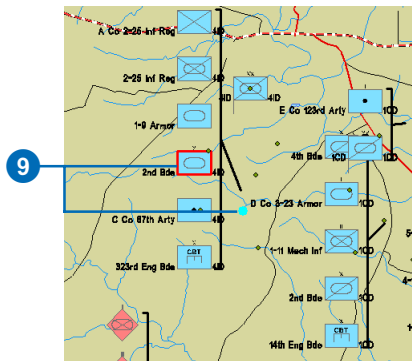 A Co 2-25 Inf Reg
4ID
2-25 Inf Reg
4ID
4ID
4ID
1-9 Armor
4ID
2nd Bde
4ID
C Co 67th Arty
4ID
323rd Eng Bde
4ID
CBT
E Co 123rd Arty
1CD
4th Bde
1CD
1CD
D Co 3-23 Armor
1CD
1-11 Mech Inf
1CD
2nd Bde
1CD
14th Eng Bde
1CD
CBT
9